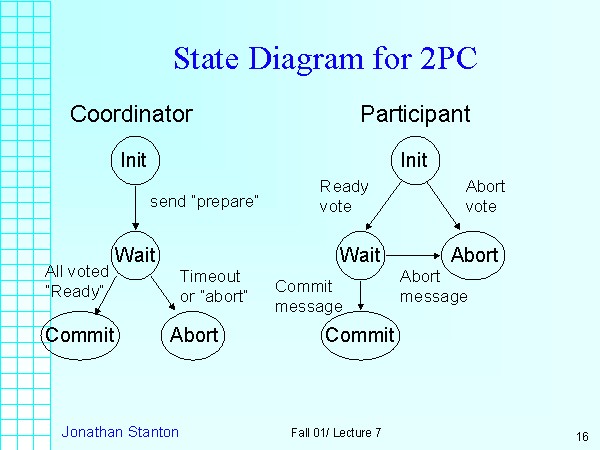 State Diagram for 2PC
Coordinator
Participant
Init
Init
send "prepare"
Ready
vote
Abort
vote
Wait
Wait
Abort
All voted
"Ready"
Timeout
or "abort"
Commit
message
Abort
message
Commit
Abort
Commit
Jonathan Stanton
Fall 01/ Lecture 7
16